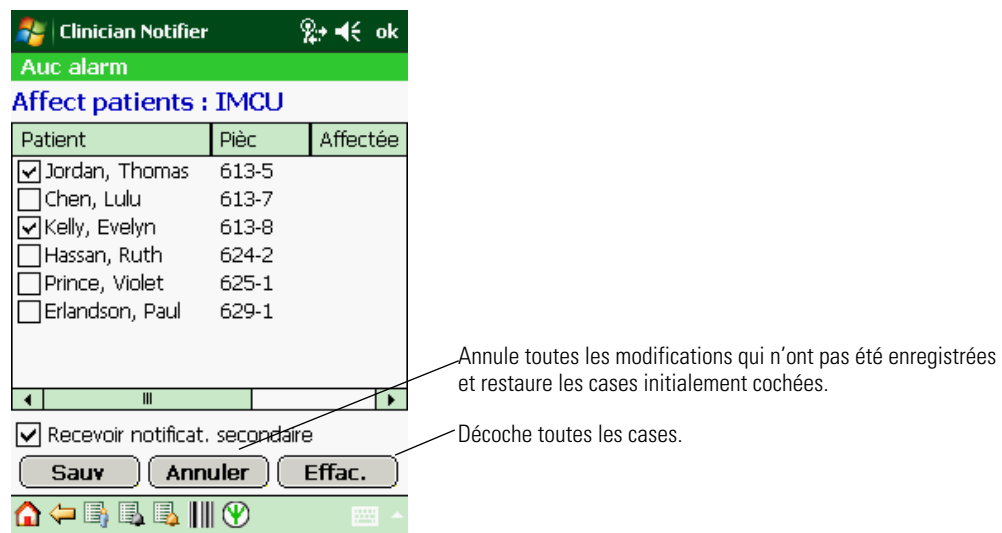 Clinician Notifier ok
Auc alarm
Affect patients : IMCU
Patient Pièc Affectée
Jordan, Thomas 613-5
Chen, Lulu 613-7
Kelly, Evelyn 613-8
Hassan, Ruth 624-2
Prince, Violet 625-1
Erlandson, Paul 629-1
Recevoir notificat. secondaire
Sauv Annuler Effac.
Annule toutes les modifications qui n’ont pas été enregistrées
et restaure les cases initialement cochées.
Décoche toutes les cases.